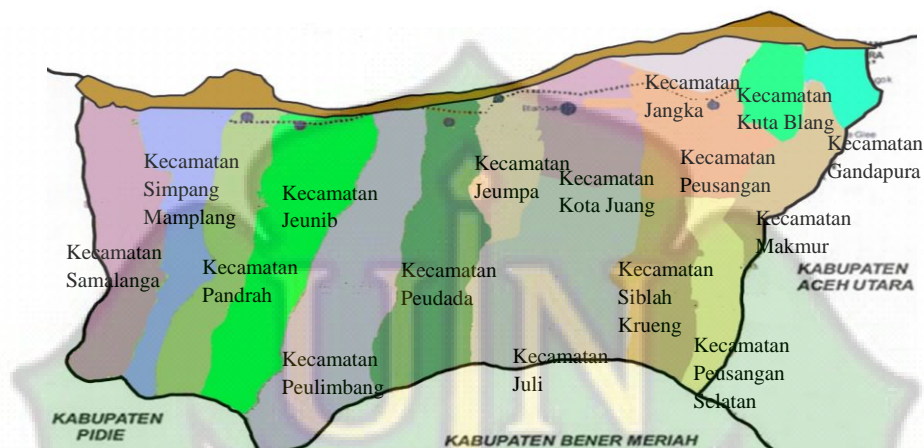 Kecamatan
Jangka
Kecamatan
Kuta Blang
Kecamatan
Gandapura
Kecamatan
Simpang
Mamplang
Kecamatan
Jeunib
Kecamatan
Jeumpa
Kecamatan
Kota Juang
Kecamatan
Peusangan
Kecamatan
Makmur
Kecamatan
Samalanga
Kecamatan
Pandrah
Kecamatan
Peudada
Kecamatan
Siblah
Krueng
KABUPATEN
ACEH UTARA
Kecamatan
Peulimbang
Kecamatan
Juli
Kecamatan
Peusangan
Selatan
KABUPATEN
PIDIE
KABUPATEN BENER MERIAH
UIN